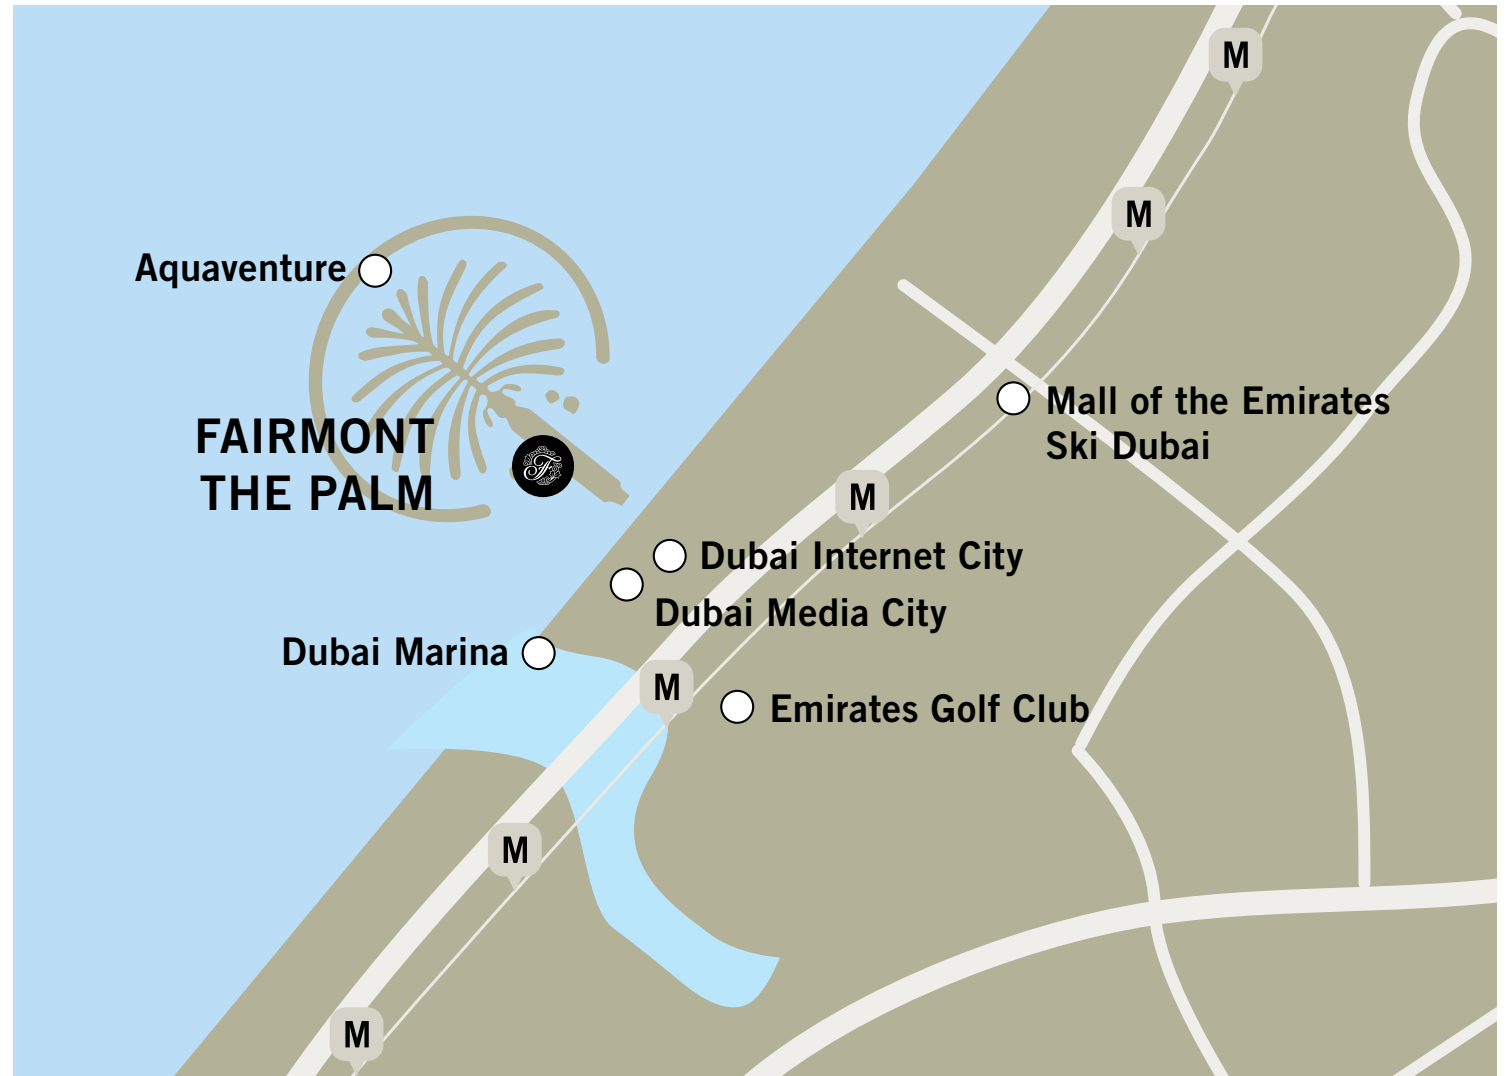 M
M
Aquaventure
Mall of the Emirates
Ski Dubai
FAIRMONT
THE PALM
F
M
Dubai Internet City
Dubai Media City
Dubai Marina
M
Emirates Golf Club
M
M